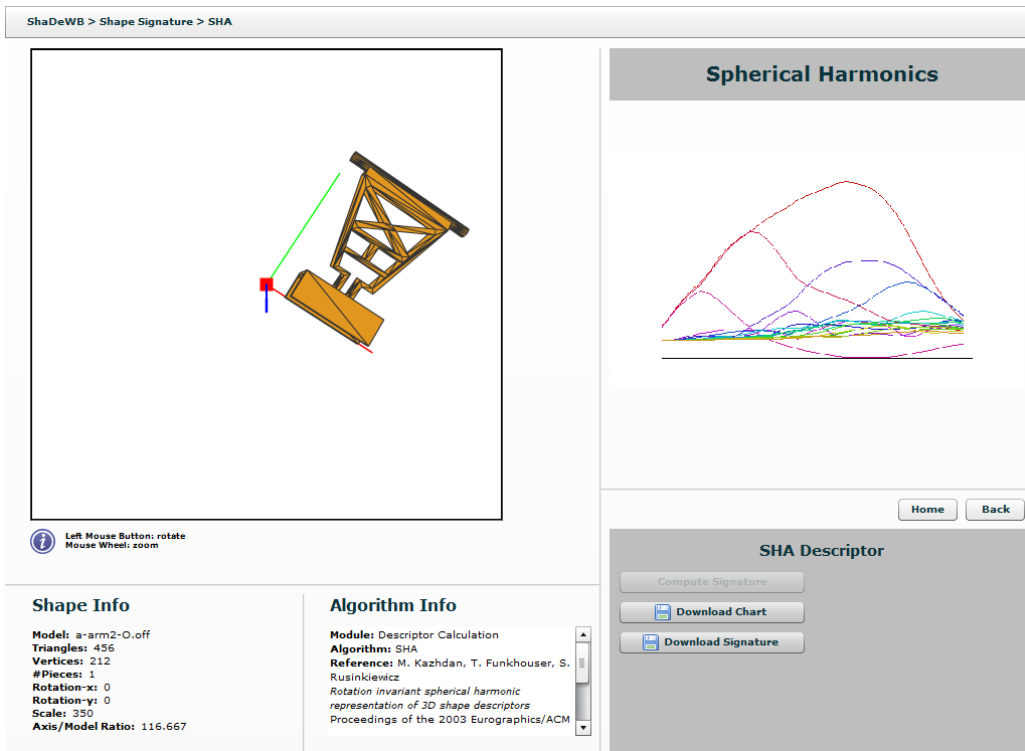 ShaDeWB > Shape Signature > SHA
Spherical Harmonics
Left Mouse Button: rotate
Mouse Wheel: zoom
Home
Back
SHA Descriptor
Compute Signature
Download Chart
Download Signature
Shape Info
Model: a-arm2-O.off
Triangles: 456
Vertices: 212
#Pieces: 1
Rotation-x: 0
Rotation-y: 0
Scale: 350
Axis/Model Ratio: 116.667
Algorithm Info
Module: Descriptor Calculation
Algorithm: SHA
Reference: M. Kazhdan, T. Funkhouser, S.
Rusinkiewicz
Rotation invariant spherical harmonic
representation of 3D shape descriptors
Proceedings of the 2003 Eurographics/ACM